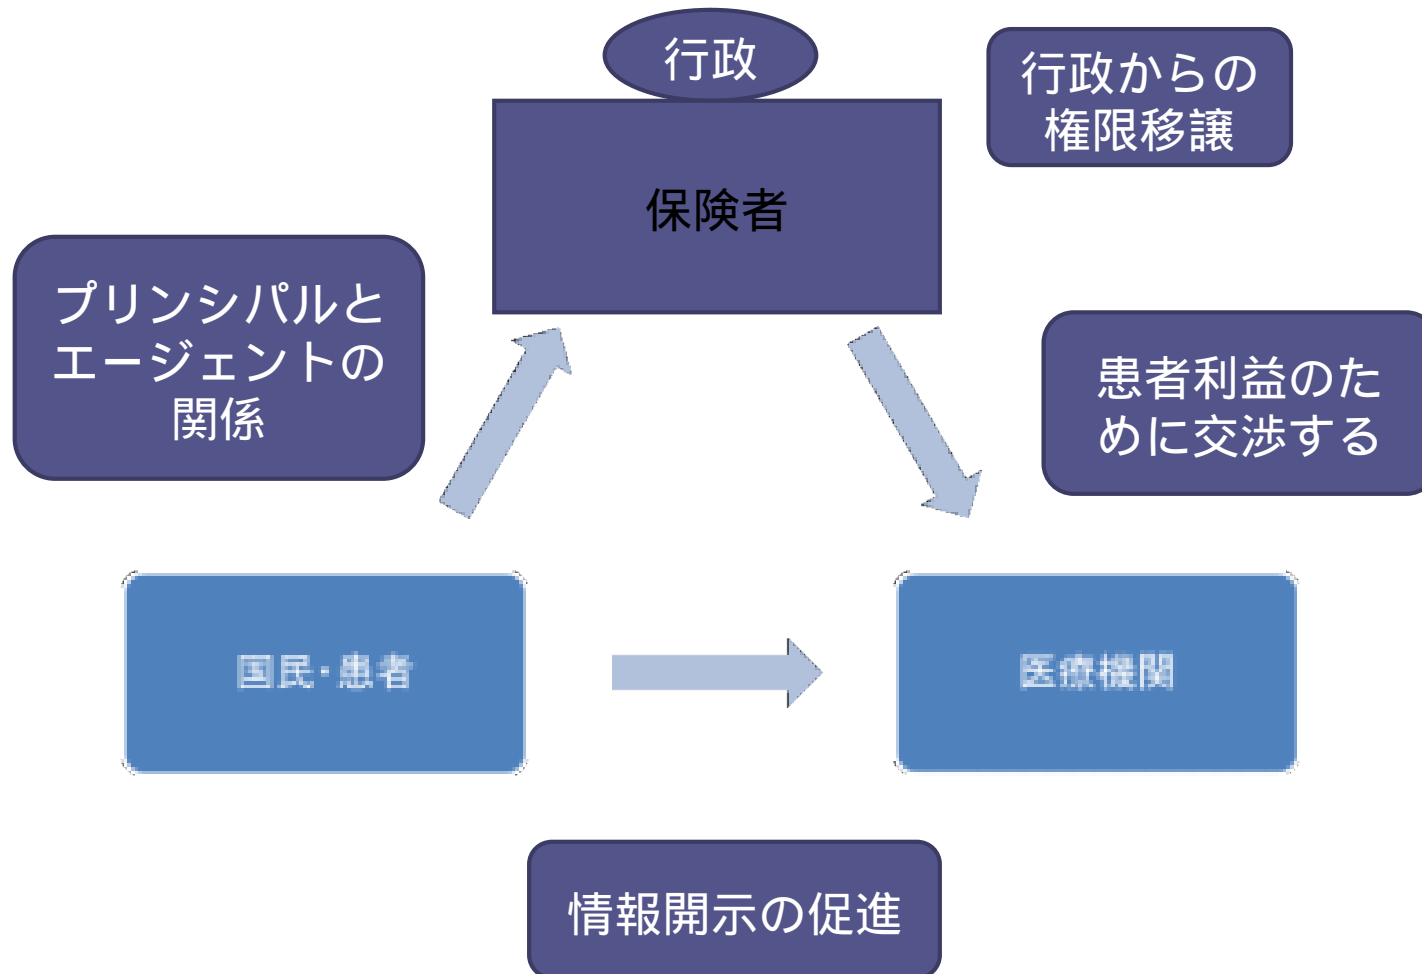 行政
行政からの
権限移譲
保険者
プリンシパルと
エージェントの
関係
患者利益のた
めに交渉する
国民・患者
医療機関
情報開示の促進